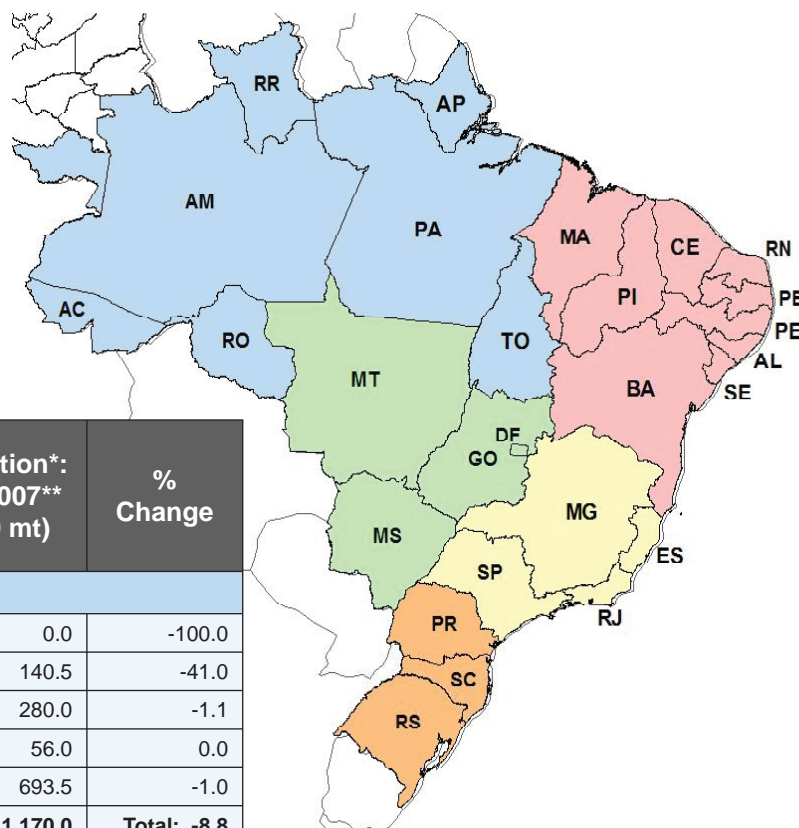 RR
AP
AM
PA
MA
CE
RN
PI
PE
AC
RO
TO
AL
MT
BA
SE
DF
GO
MG
MS
ES
SP
RJ
PR
SC
RS
%
Change
mt)
0.0 -100.0
140.5 -41.0
280.0 -1.1
56.0 0.0
693.5 -1.0
Total: -8.8